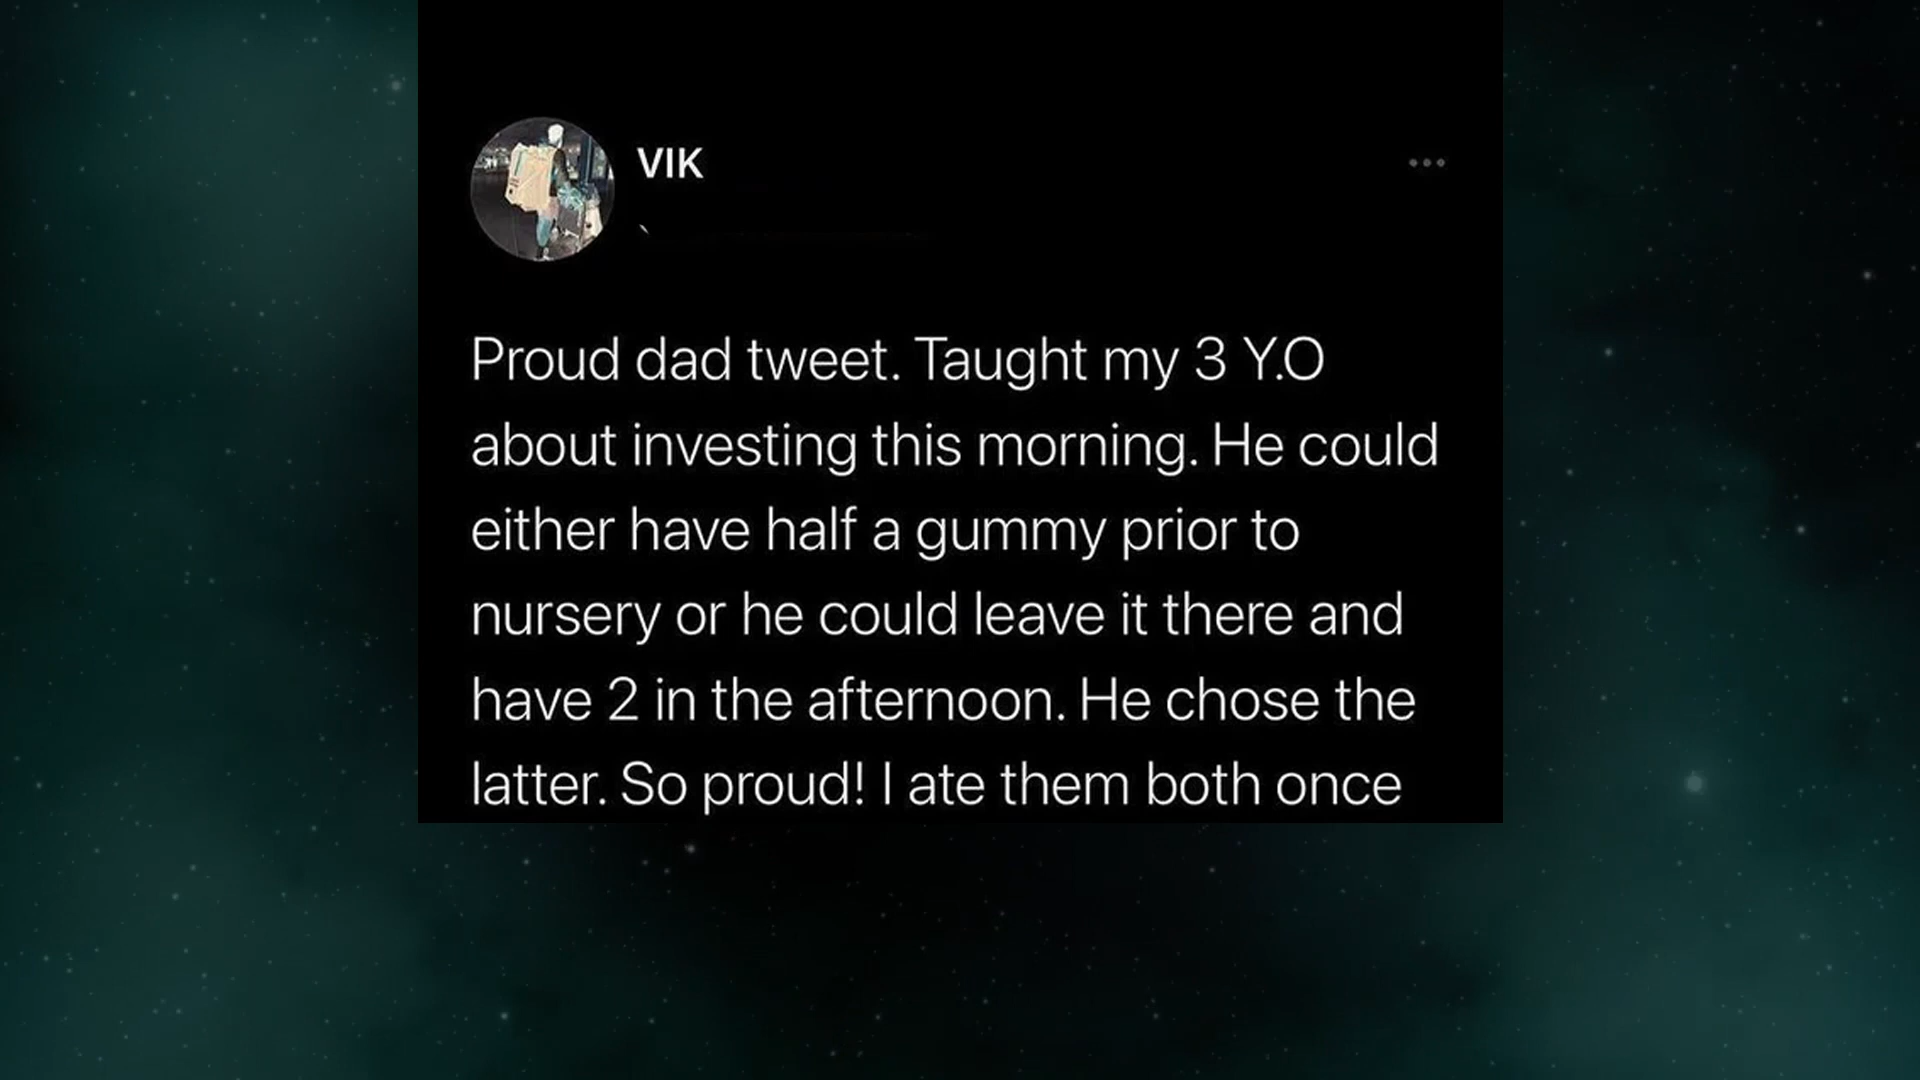 VIK
Proud dad tweet. Taught my 3 Y.O
about investing this morning. He could
either have half a gummy prior to
nursery or he could leave it there and
have 2 in the afternoon. He chose the
latter. So proud! I ate them both once